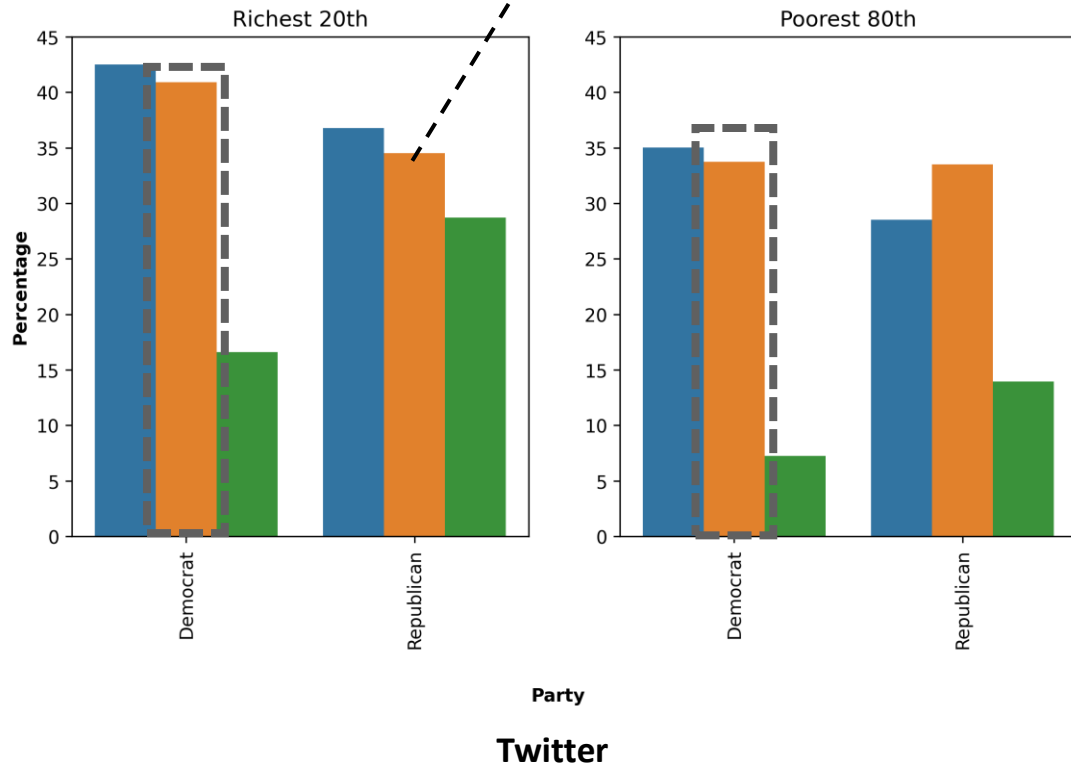 Richest 20th
Poorest 80th
45
40
35
30
25
20
15
10
5
0
Percentage
45
40
35
30
25
20
15
10
5
0
Democrat
Republican
Democrat
Republican
Party
Twitter